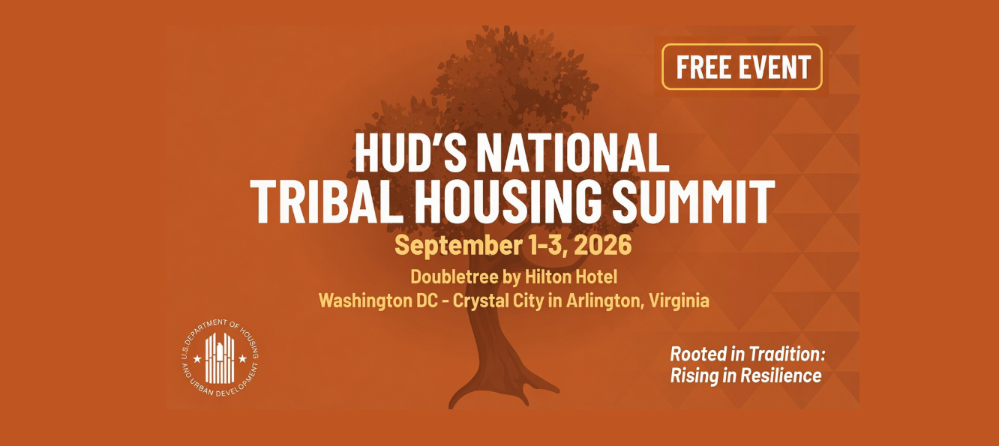 FREE EVENT
HUD'S NATIONAL
TRIBAL HOUSING SUMMIT
September 1-3, 2026
Doubletree by Hilton Hotel
Washington DC - Crystal City in Arlington, Virginia
U.S. DEPARTMENT OF HOUSING
AND URBAN DEVELOPMENT
Rooted in Tradition:
Rising in Resilience